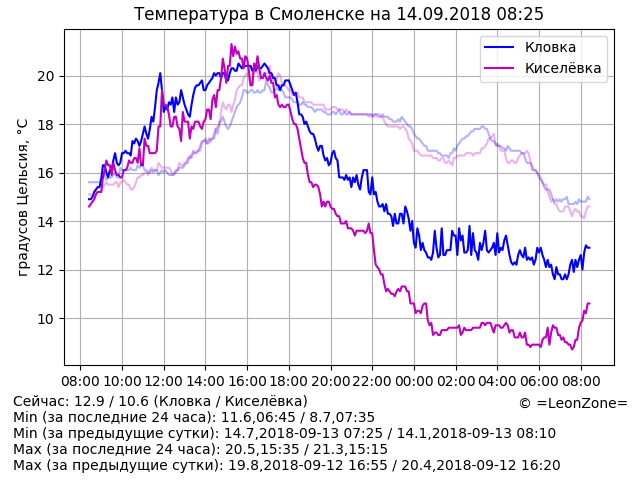 Температура в Смоленске на 14.09.2018 08:25
Кловка
Киселёвка
градусов Цельсия, °C
20
18
16
14
12
10
08:00 10:00 12:00 14:00 16:00 18:00 20:00 22:00 00:00 02:00 04:00 06:00 08:00
Сейчас: 12.9 / 10.6 (Кловка / Киселёвка)
© =LeonZone=
Min (за последние 24 часа): 11.6,06:45 / 8.7,07:35
Min (за предыдущие сутки): 14.7,2018-09-13 07:25 / 14.1,2018-09-13 08:10
Max (за последние 24 часа): 20.5,15:35 / 21.3,15:15
Max (за предыдущие сутки): 19.8,2018-09-12 16:55 / 20.4,2018-09-12 16:20